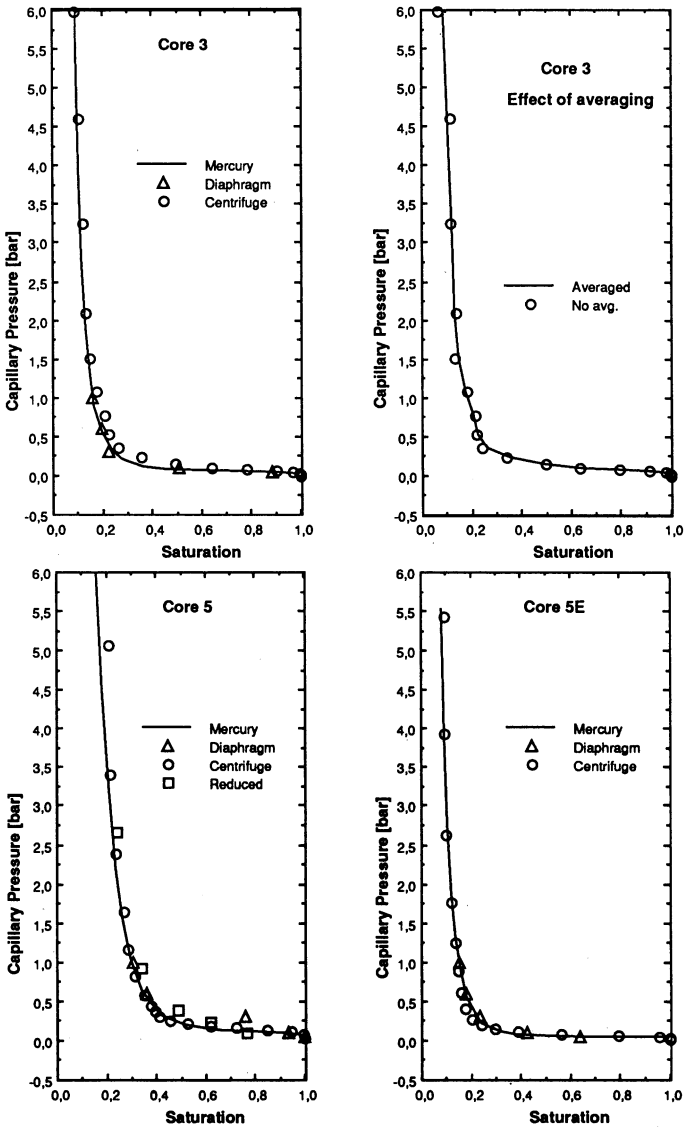 Core 3
Mercury
Diaphragm
Centrifuge
6,0
5,5
5,0
4,5
4,0
3,5
3,0
2,5
2,0
1,5
1,0
0,5
0,0
-0,5
Capillary Pressure [bar]
0,0 0,2 0,4 0,6 0,8 1,0
Saturation
Core 3
Effect of averaging
Averaged
No avg.
6,0
5,5
5,0
4,5
4,0
3,5
3,0
2,5
2,0
1,5
1,0
0,5
0,0
-0,5
Capillary Pressure [bar]
0,0 0,2 0,4 0,6 0,8 1,0
Saturation
Core 5
Mercury
Diaphragm
Centrifuge
Reduced
6,0
5,5
5,0
4,5
4,0
3,5
3,0
2,5
2,0
1,5
1,0
0,5
0,0
-0,5
Capillary Pressure [bar]
0,0 0,2 0,4 0,6 0,8 1,0
Saturation
Core 5E
Mercury
Diaphragm
Centrifuge
6,0
5,5
5,0
4,5
4,0
3,5
3,0
2,5
2,0
1,5
1,0
0,5
0,0
-0,5
Capillary Pressure [bar]
0,0 0,2 0,4 0,6 0,8 1,0
Saturation